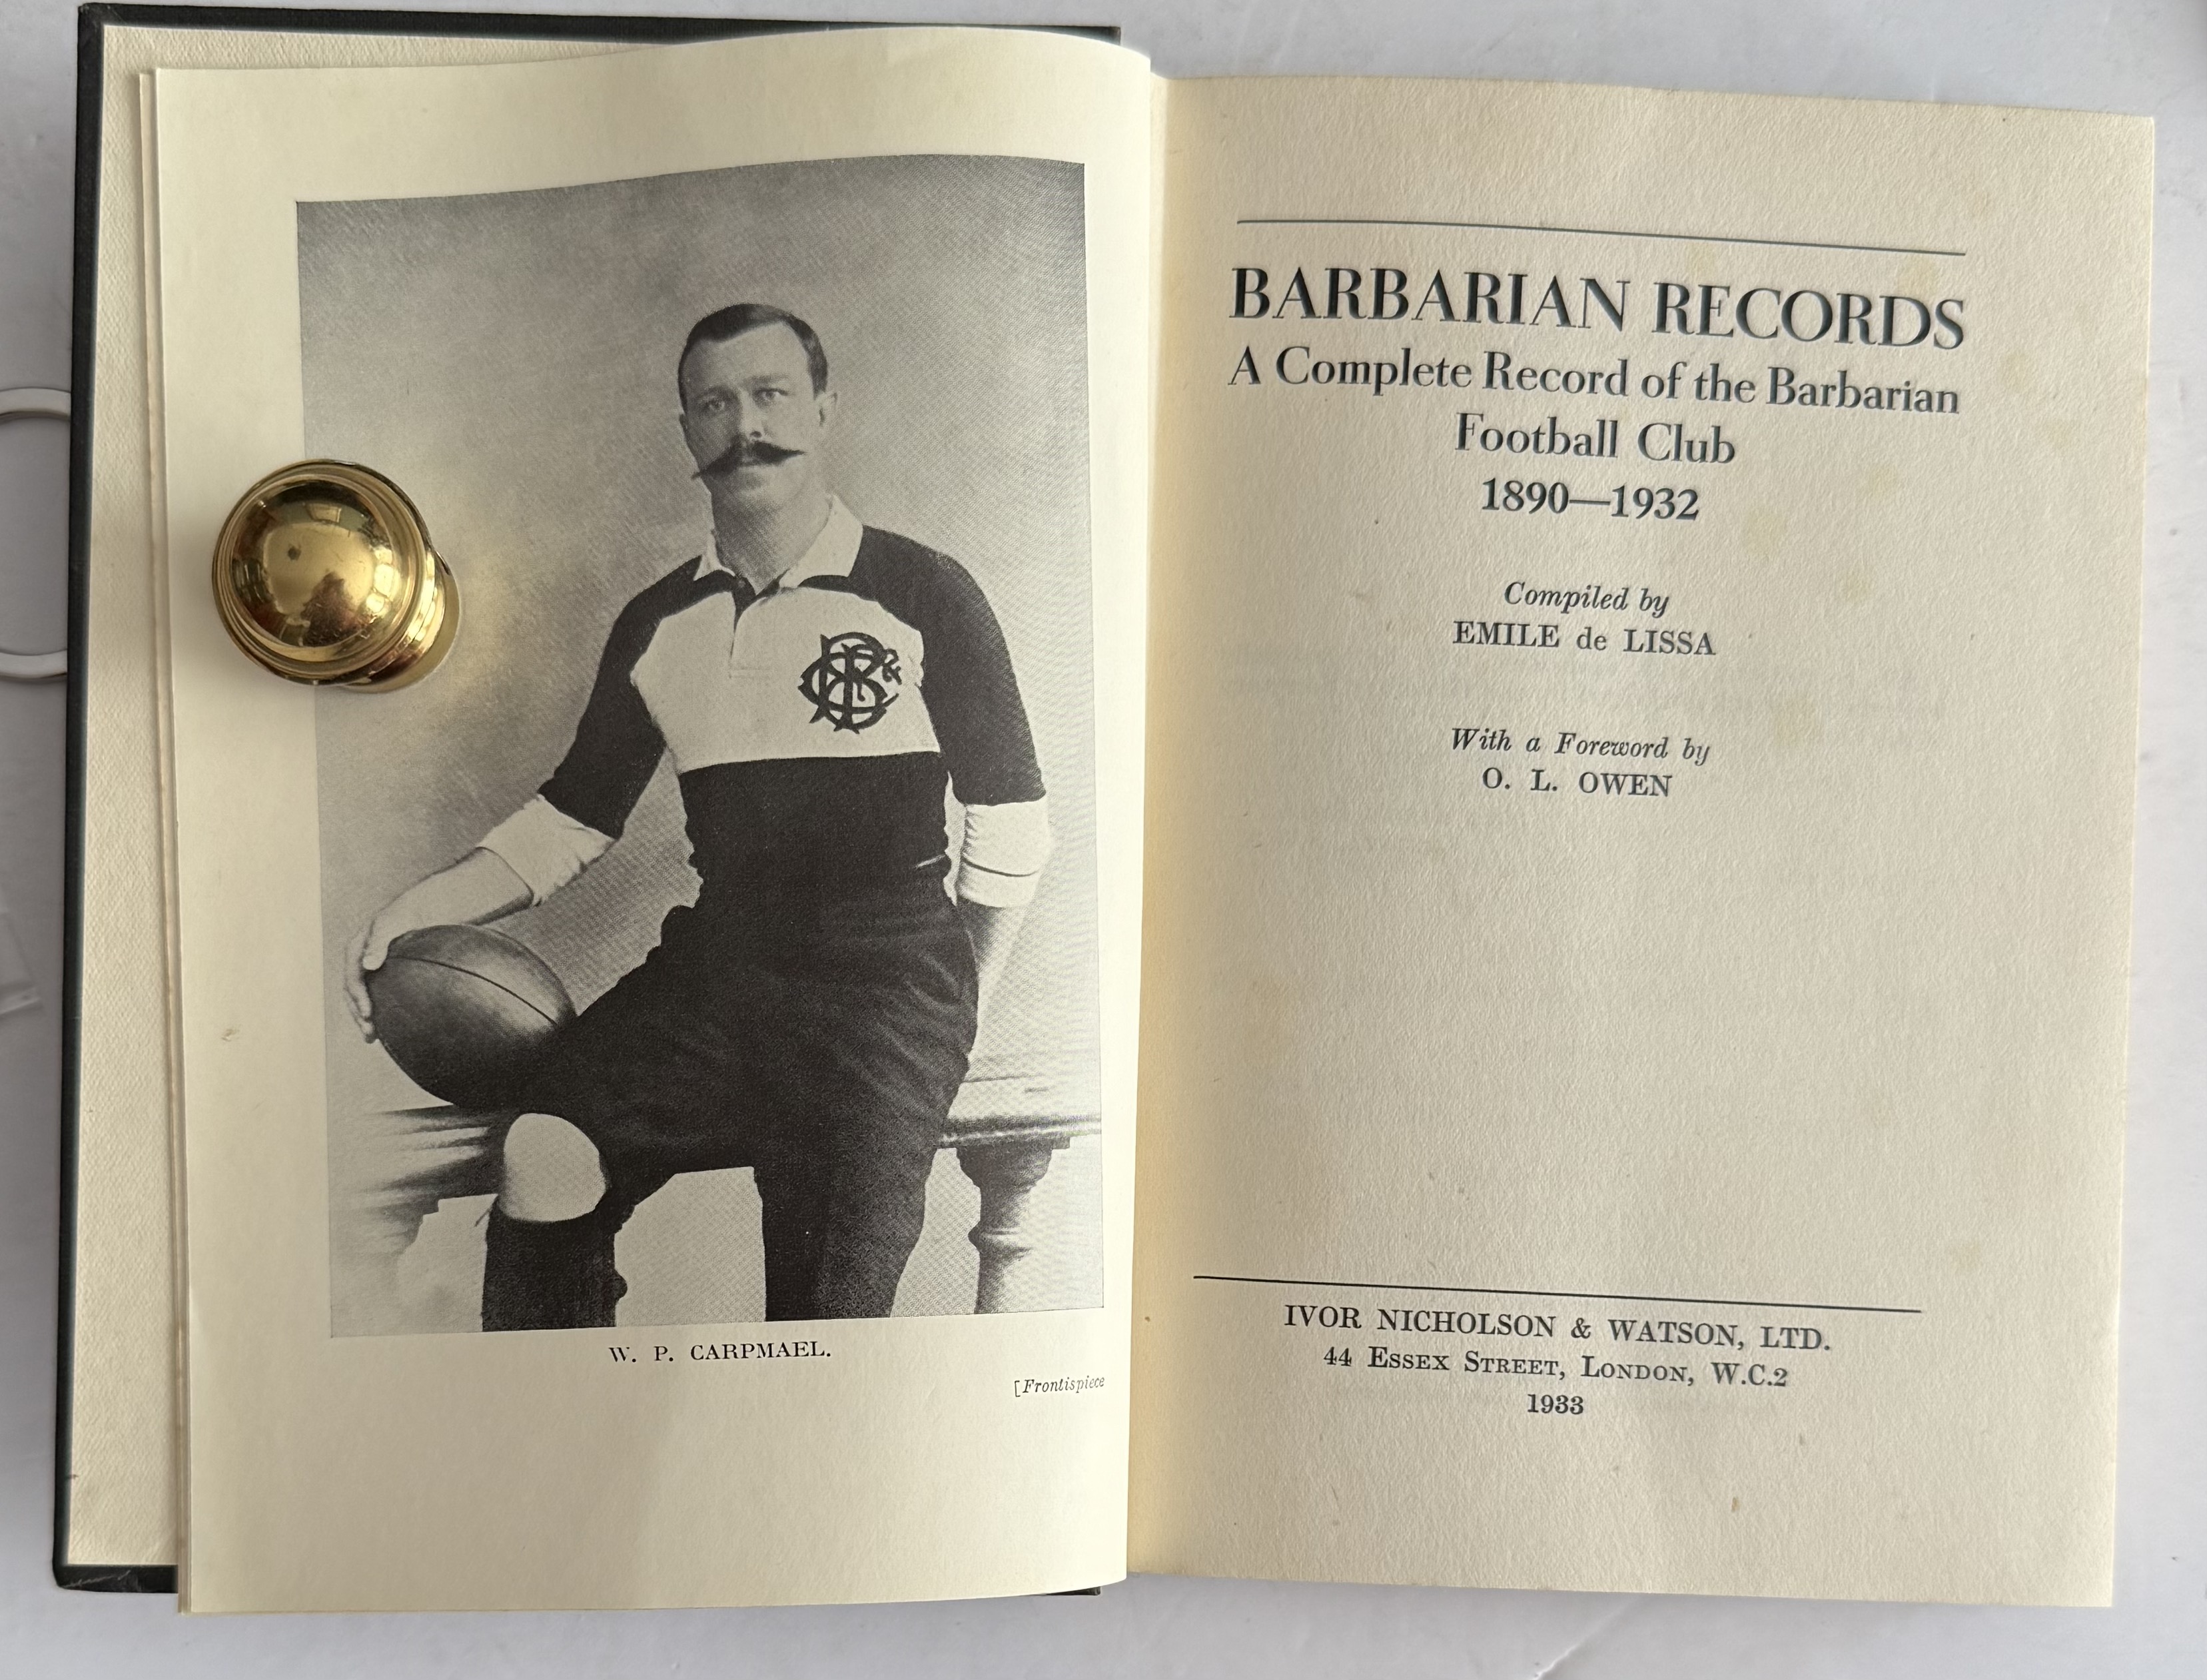 W. P. CARPMAEL.
[Frontispiece
BARBARIAN RECORDS
A Complete Record of the Barbarian
Football Club
1890—1932
Compiled by
EMILE de LISSA
With a Foreword by
O. L. OWEN
IVOR NICHOLSON & WATSON, LTD.
44 ESSEX STREET, LONDON, W.C.2
1933